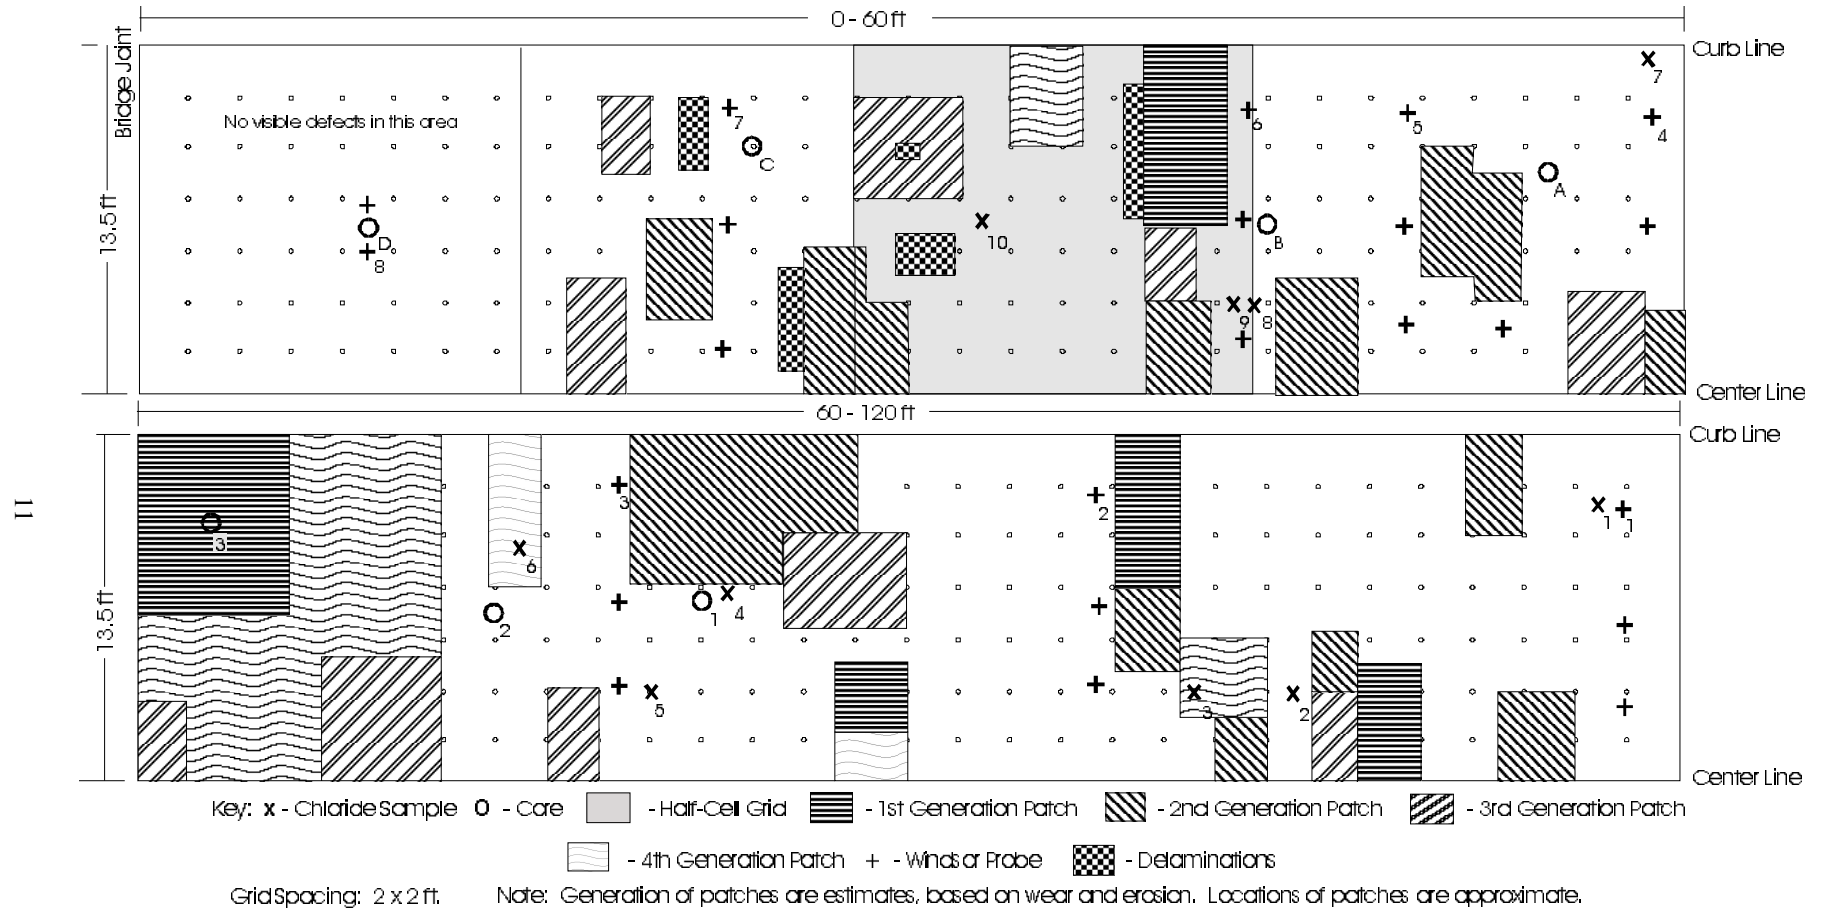 0 - 60 ft
Bridge Joint
Curb Line
7
No visible defects in this area
7
6
5
4
C
A
13.5 ft
D
8
10
B
9
8
Center Line
60 - 120 ft
Curb Line
3
3
2
1
1
6
2
1
4
13.5 ft
5
3
2
Center Line
Key: x - Chloride Sample O - Core - Half-Cell Grid - 1st Generation Patch - 2nd Generation Patch - 3rd Generation Patch
- 4th Generation Patch + - Windsor Probe - Delaminations
Grid Spacing: 2 x 2 ft. Note: Generation of patches are estimates, based on wear and erosion. Locations of patches are approximate.
11